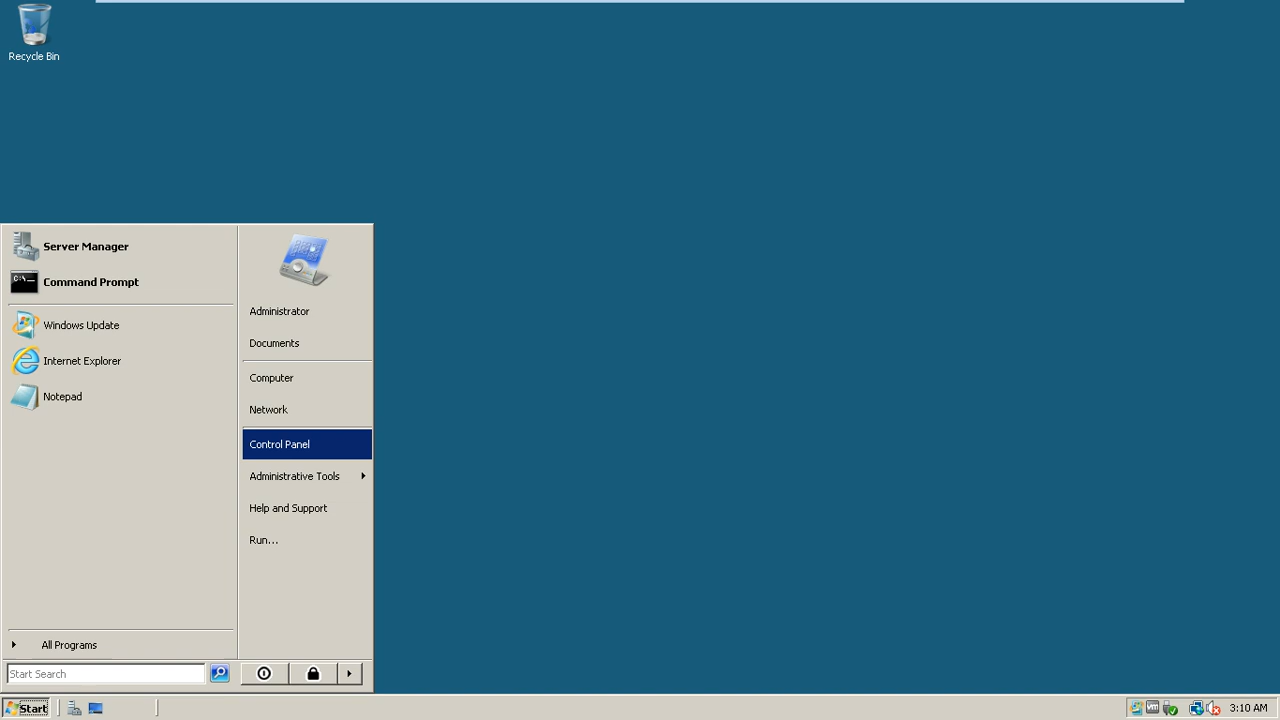 Recycle Bin
Server Manager
Command Prompt
Windows Update
Internet Explorer
Notepad
All Programs
Start Search
Administrator
Documents
Computer
Network
Control Panel
Administrative Tools
Help and Support
Run...
Start
3:10 AM